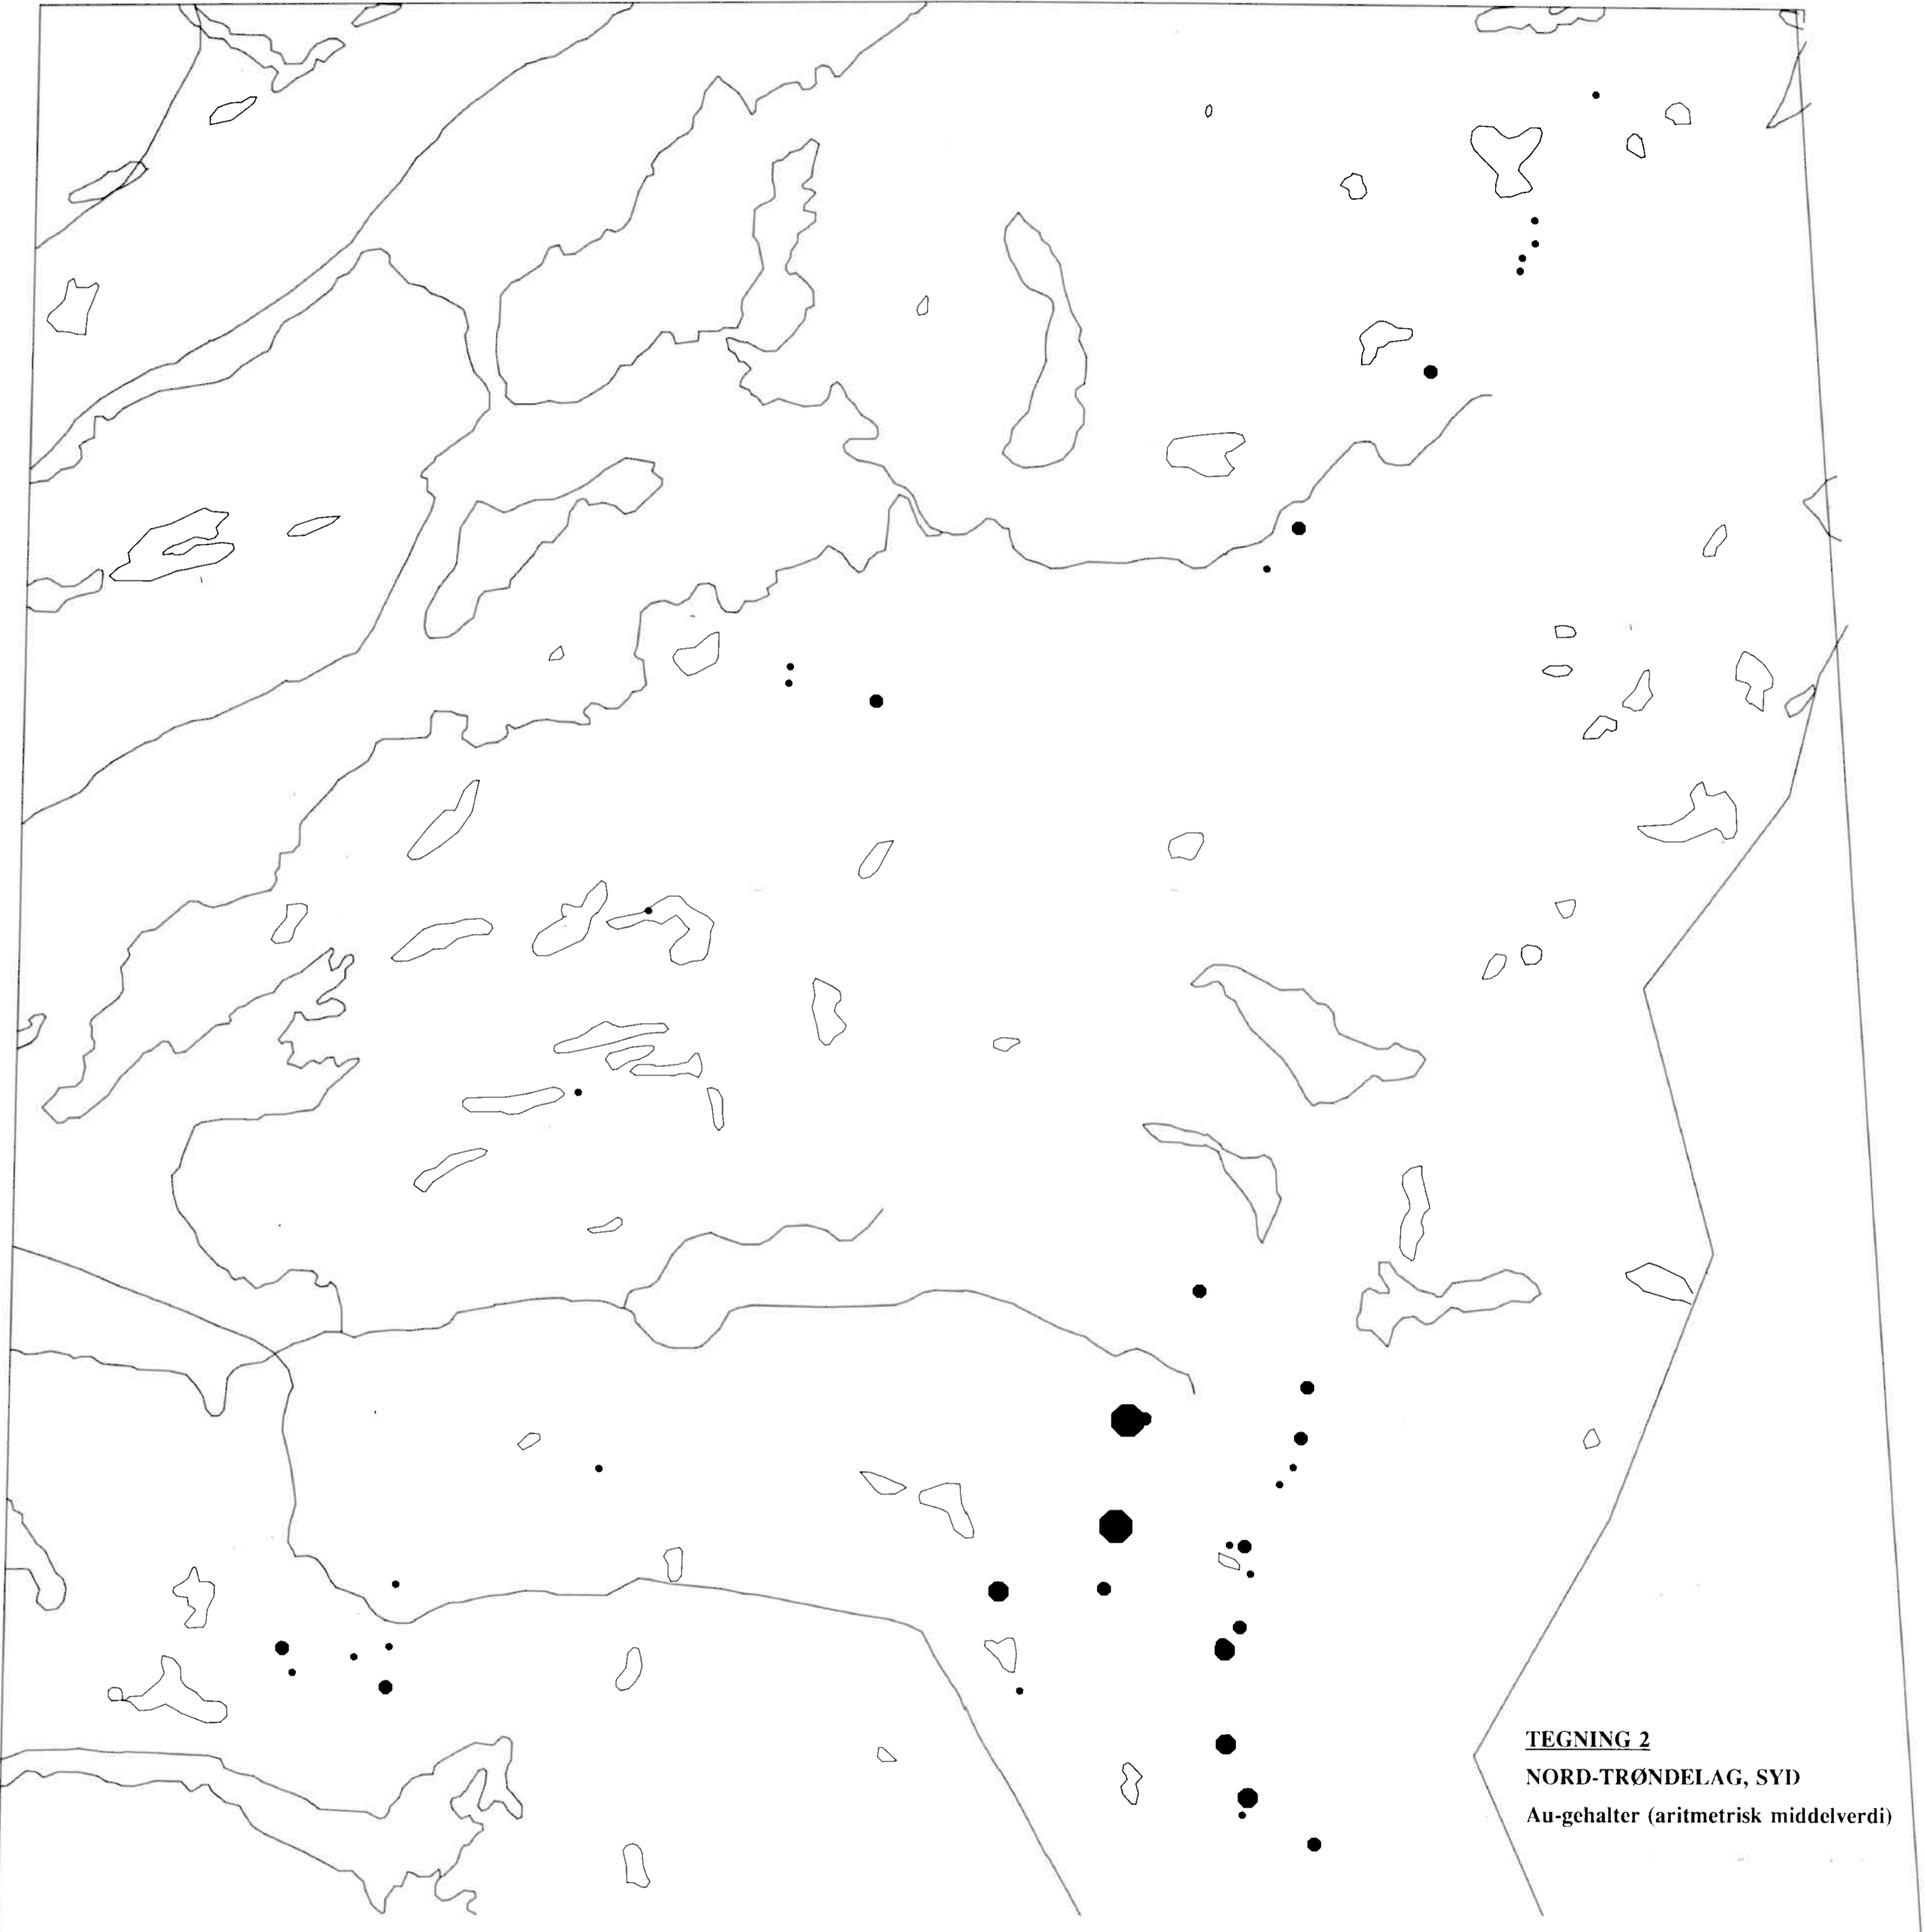 TEGNING 2
NORD-TRØNDELAG, SYD
Au-gehalter (aritmetrisk middelverdi)